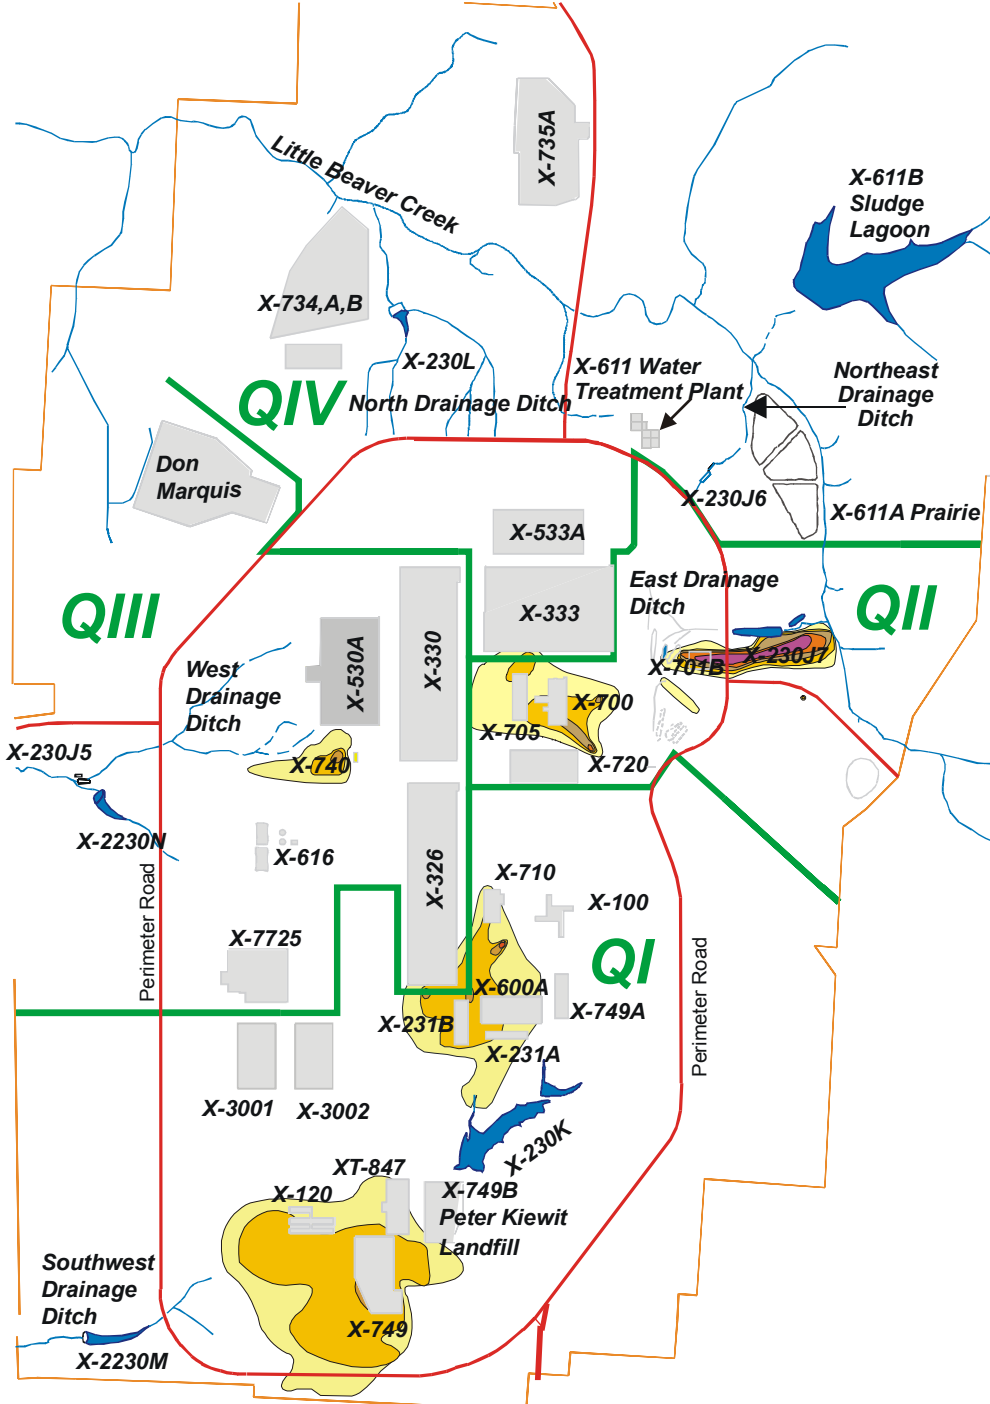 X-735A
Little Beaver Creek
X-611B
Sludge
Lagoon
X-734,A,B
X-230L
X-611 Water
Treatment Plant
Northeast
Drainage
Ditch
QIV
North Drainage Ditch
Don
Marquis
X-230J6
X-611A Prairie
X-533A
East Drainage
Ditch
QIII
X-333
QII
X-330
X-530A
West
Drainage
Ditch
X-701B
X-230J7
X-700
X-705
X-230J5
X-740
X-720
X-2230N
X-616
X-326
X-710
X-100
Perimeter Road
X-7725
QI
X-600A
X-749A
X-231B
X-231A
Perimeter Road
X-3001
X-3002
X-230K
XT-847
X-120
X-749B
Peter Kiewit
Landfill
Southwest
Drainage
Ditch
X-749
X-2230M